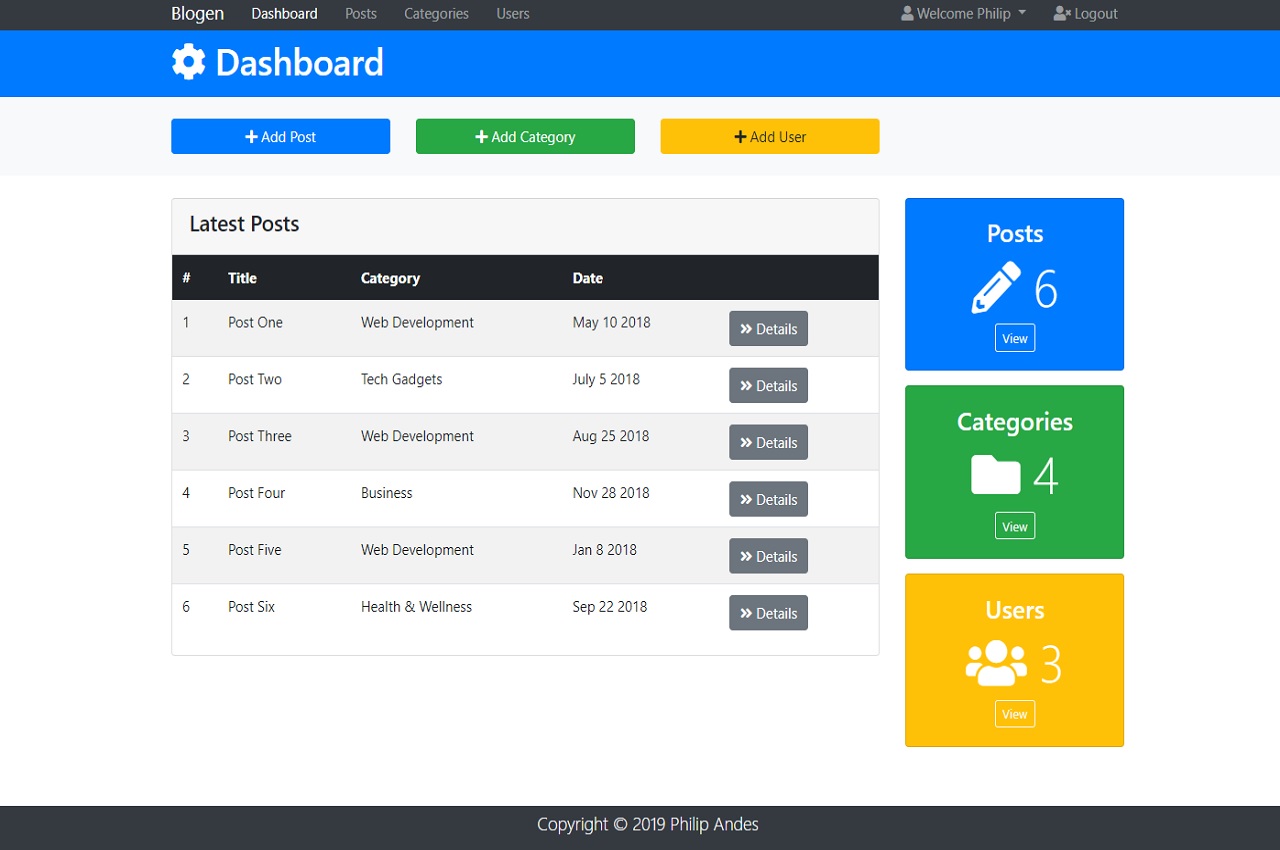 Blogen Dashboard Posts Categories Users Welcome Philip Logout
Dashboard
Add Post Add Category Add User
Latest Posts
# Title Category Date
1 Post One Web Development May 10 2018 Details
2 Post Two Tech Gadgets July 5 2018 Details
3 Post Three Web Development Aug 25 2018 Details
4 Post Four Business Nov 28 2018 Details
5 Post Five Web Development Jan 8 2018 Details
6 Post Six Health & Wellness Sep 22 2018 Details
Posts
6
View
Categories
4
View
Users
3
View
Copyright © 2019 Philip Andes